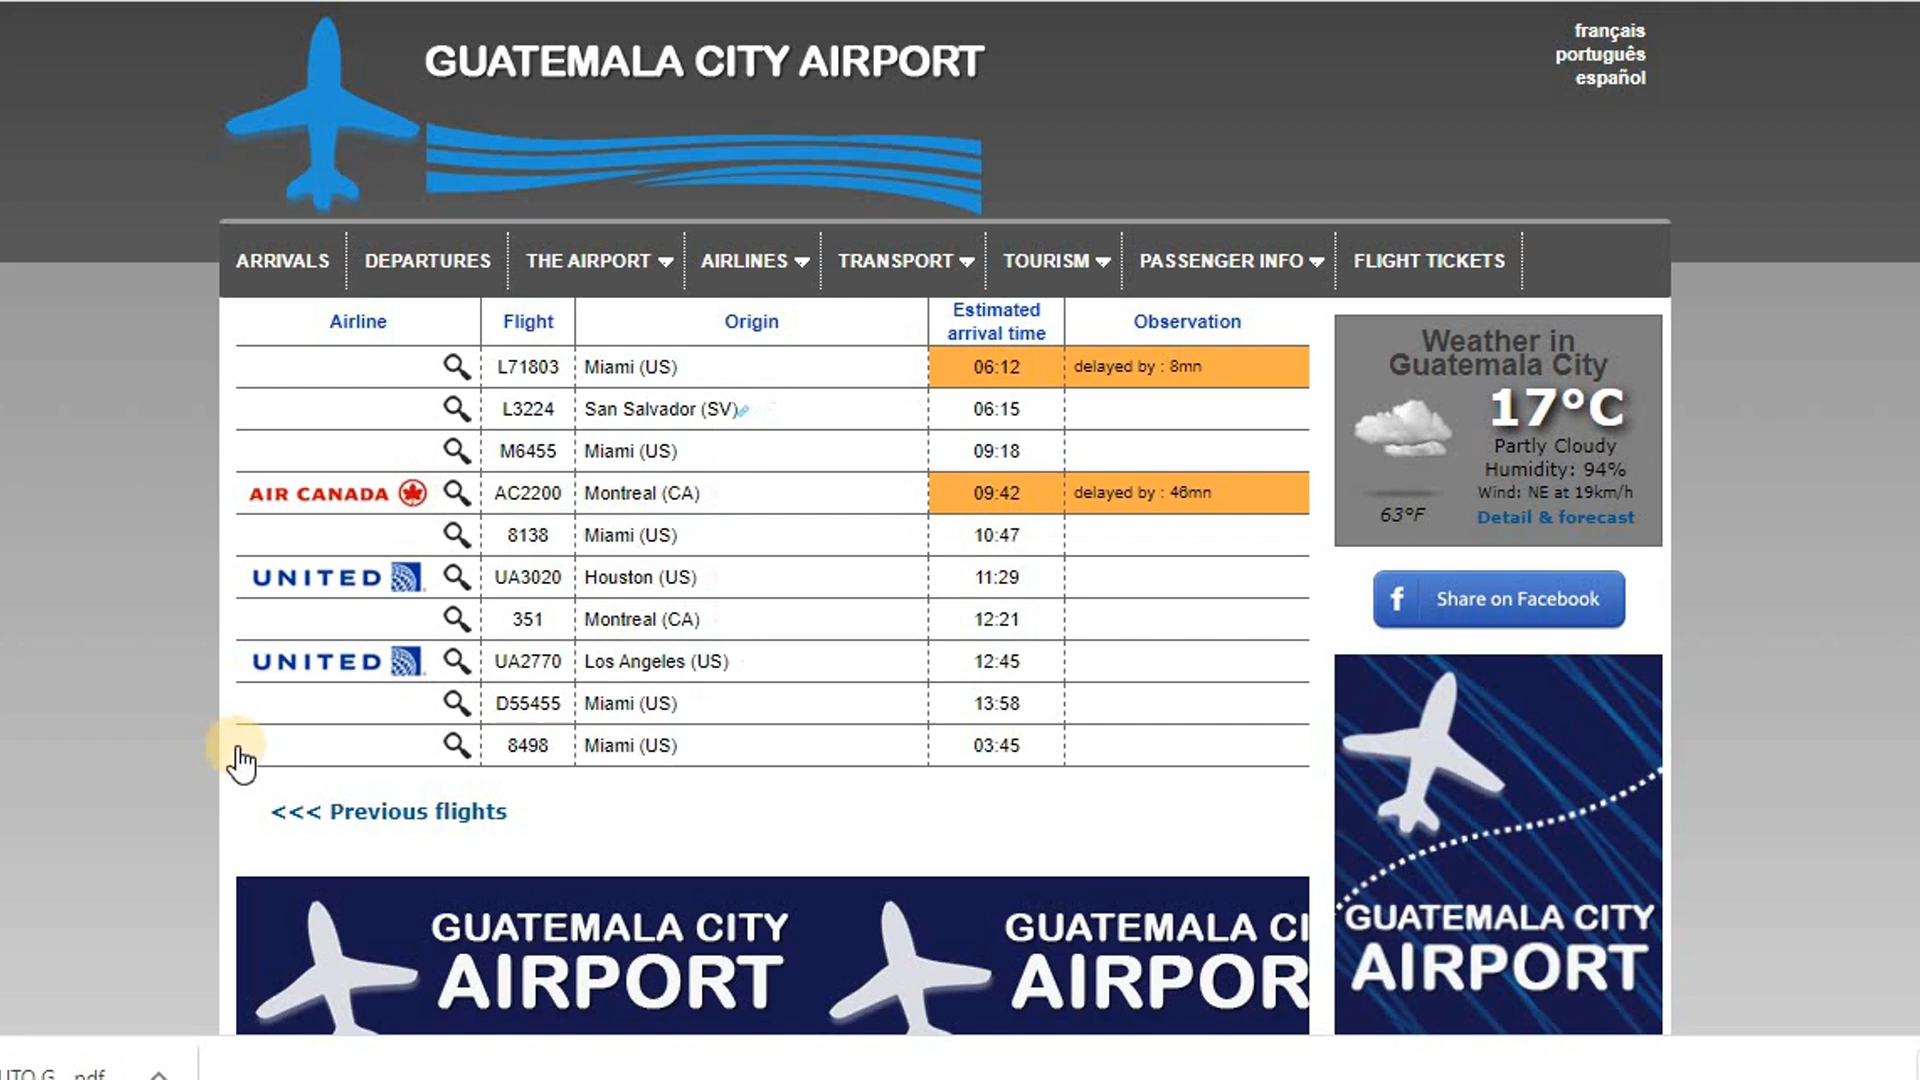 français
português
español
GUATEMALA CITY AIRPORT
ARRIVALS DEPARTURES THE AIRPORT AIRLINES TRANSPORT TOURISM PASSENGER INFO FLIGHT TICKETS
Airline Flight Origin Estimated arrival time Observation
L71803 Miami (US) 06:12 delayed by : 8mn
L3224 San Salvador (SV) 06:15
M6455 Miami (US) 09:18
AIR CANADA AC2200 Montreal (CA) 09:42 delayed by : 46mn
8138 Miami (US) 10:47
UNITED UA3020 Houston (US) 11:29
351 Montreal (CA) 12:21
UNITED UA2770 Los Angeles (US) 12:45
D55455 Miami (US) 13:58
8498 Miami (US) 03:45
<<< Previous flights
Weather in
Guatemala City
17°C
Partly Cloudy
Humidity: 94%
Wind: NE at 19km/h
63°F
Detail & forecast
f Share on Facebook
GUATEMALA CITY
AIRPORT
GUATEMALA CI
AIRPOR
GUATEMALA CITY
AIRPORT
UTO G....pdf